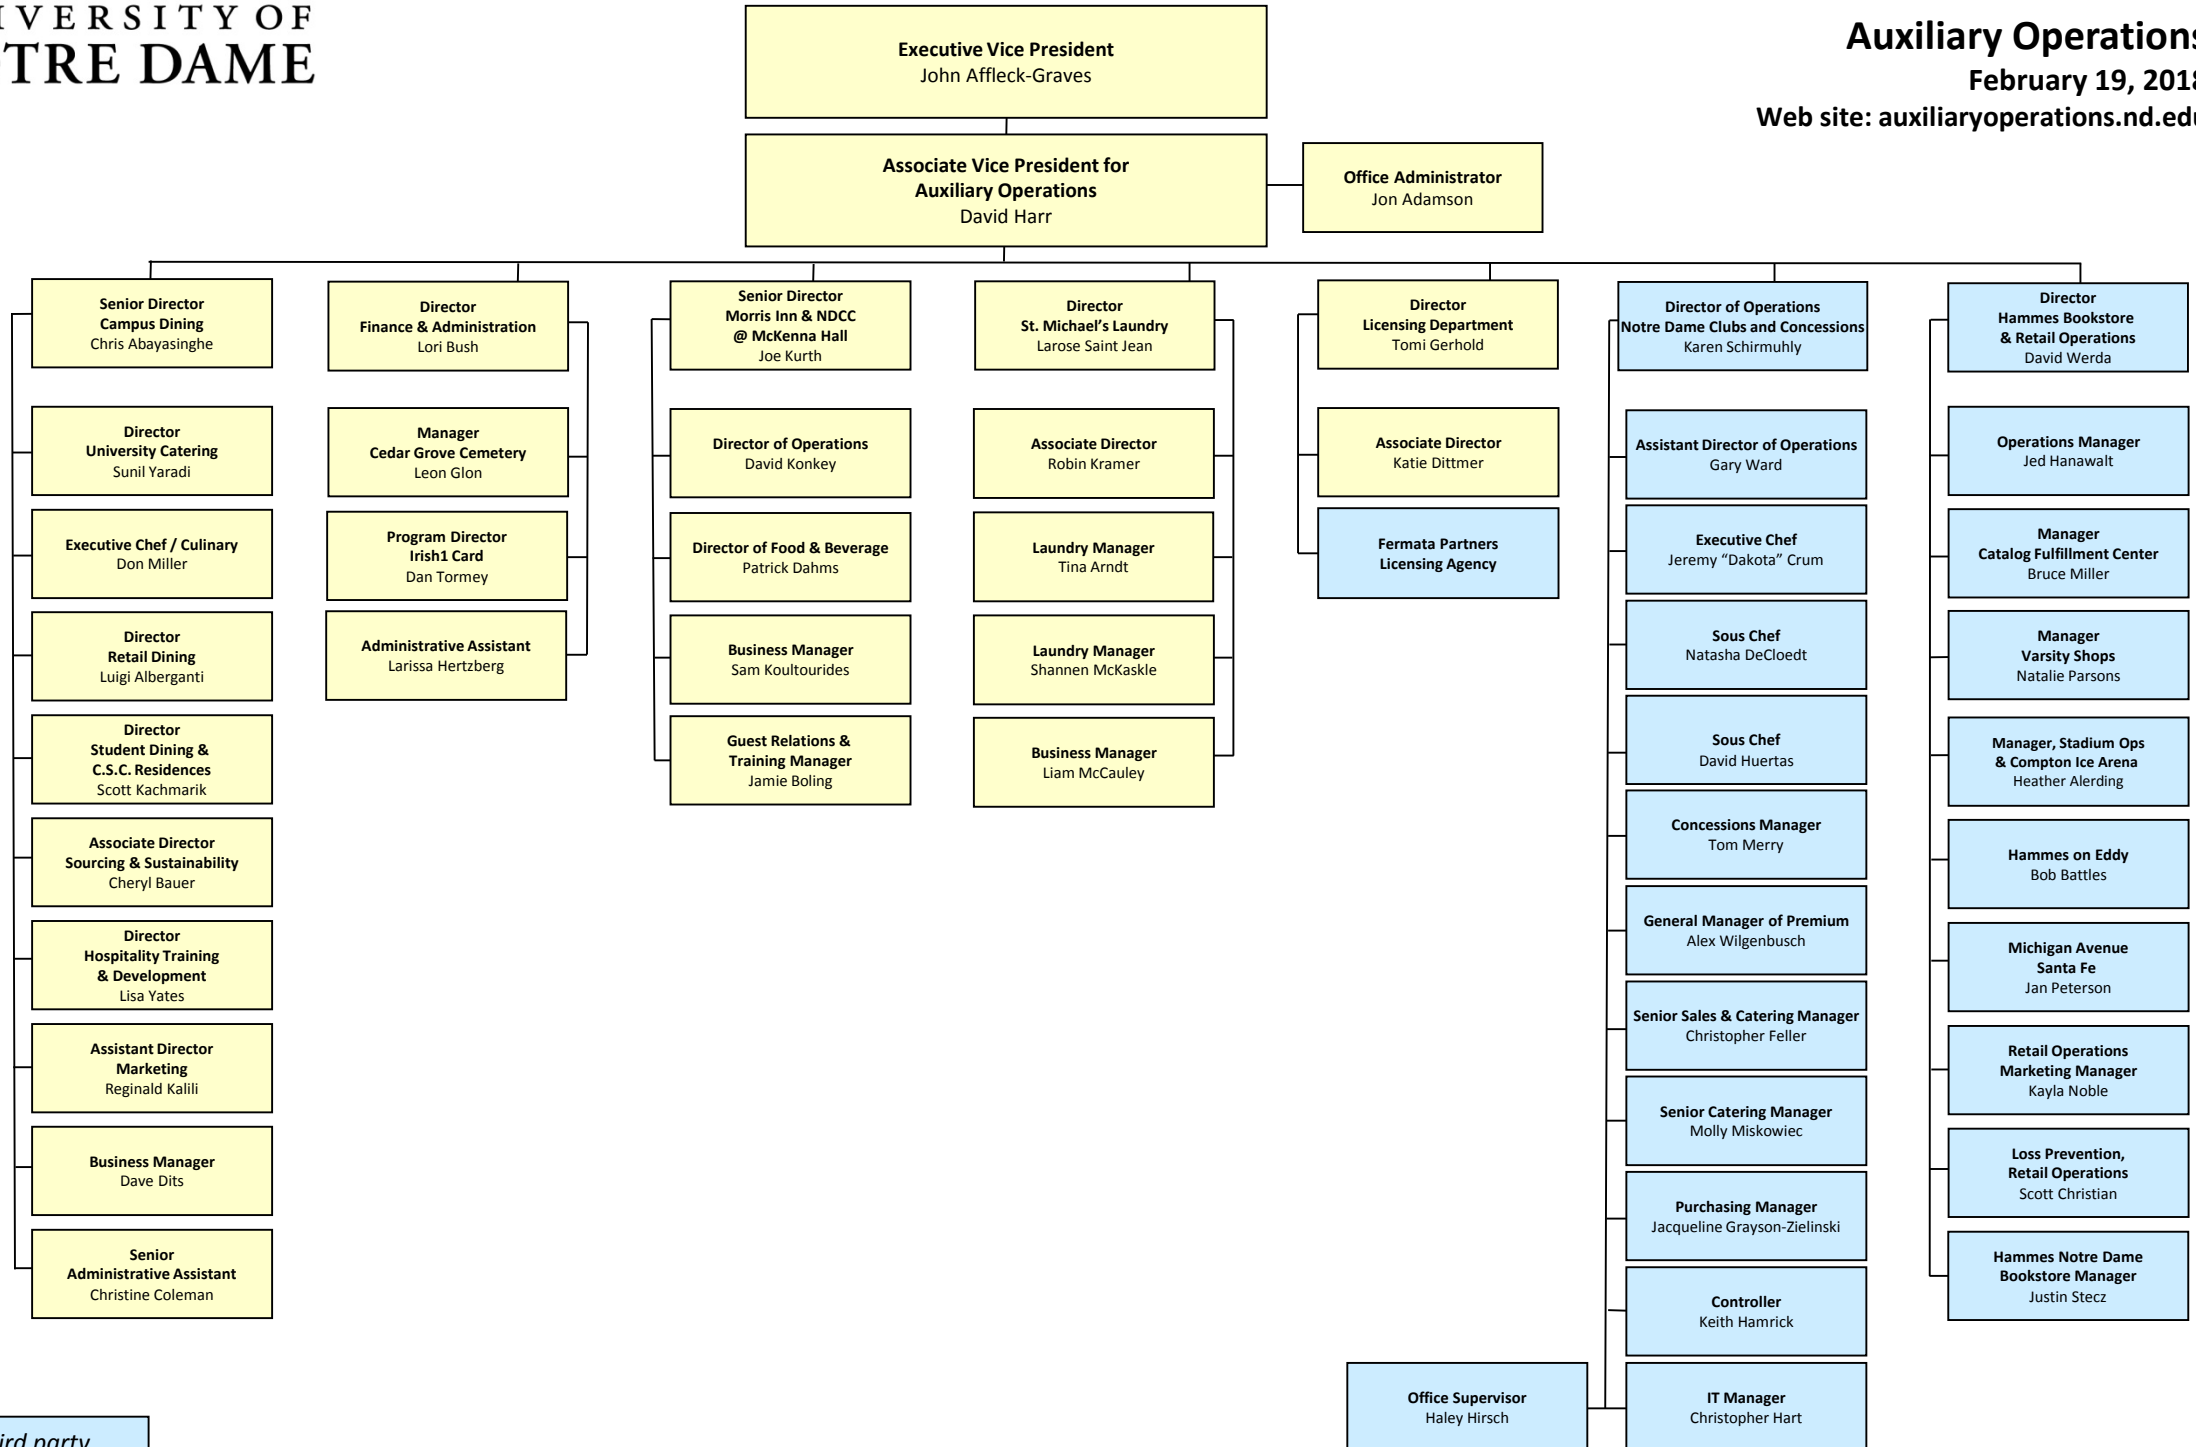 IVERSITY OF
TRE DAME
Auxiliary Operations
February 19, 2018
Web site: auxiliaryoperations.nd.edu
Executive Vice President
John Affleck-Graves
Associate Vice President for
Auxiliary Operations
David Harr
Office Administrator
Jon Adamson
Senior Director
Campus Dining
Chris Abayasinghe
Director
University Catering
Sunil Yaradi
Executive Chef / Culinary
Don Miller
Director
Retail Dining
Luigi Alberganti
Director
Student Dining &
C.S.C. Residences
Scott Kachmarik
Associate Director
Sourcing & Sustainability
Cheryl Bauer
Director
Hospitality Training
& Development
Lisa Yates
Assistant Director
Marketing
Reginald Kalili
Business Manager
Dave Dits
Senior
Administrative Assistant
Christine Coleman
Director
Finance & Administration
Lori Bush
Manager
Cedar Grove Cemetery
Leon Glon
Program Director
Irish1 Card
Dan Tormey
Administrative Assistant
Larissa Hertzberg
Senior Director
Morris Inn & NDCC
@ McKenna Hall
Joe Kurth
Director of Operations
David Konkey
Director of Food & Beverage
Patrick Dahms
Business Manager
Sam Koultourides
Guest Relations &
Training Manager
Jamie Boling
Director
St. Michael's Laundry
Larose Saint Jean
Associate Director
Robin Kramer
Laundry Manager
Tina Arndt
Laundry Manager
Shannen McKaskle
Business Manager
Liam McCauley
Director
Licensing Department
Tomi Gerhold
Associate Director
Katie Dittmer
Fermata Partners
Licensing Agency
Director of Operations
Notre Dame Clubs and Concessions
Karen Schirmuhly
Assistant Director of Operations
Gary Ward
Executive Chef
Jeremy “Dakota” Crum
Sous Chef
Natasha DeCloedt
Sous Chef
David Huertas
Concessions Manager
Tom Merry
General Manager of Premium
Alex Wilgenbusch
Senior Sales & Catering Manager
Christopher Feller
Senior Catering Manager
Molly Miskowiec
Purchasing Manager
Jacqueline Grayson-Zielinski
Controller
Keith Hamrick
Office Supervisor
Haley Hirsch
IT Manager
Christopher Hart
Director
Hammes Bookstore
& Retail Operations
David Werda
Operations Manager
Jed Hanawalt
Manager
Catalog Fulfillment Center
Bruce Miller
Manager
Varsity Shops
Natalie Parsons
Manager, Stadium Ops
& Compton Ice Arena
Heather Alerding
Hammes on Eddy
Bob Battles
Michigan Avenue
Santa Fe
Jan Peterson
Retail Operations
Marketing Manager
Kayla Noble
Loss Prevention,
Retail Operations
Scott Christian
Hammes Notre Dame
Bookstore Manager
Justin Stecz
ird party